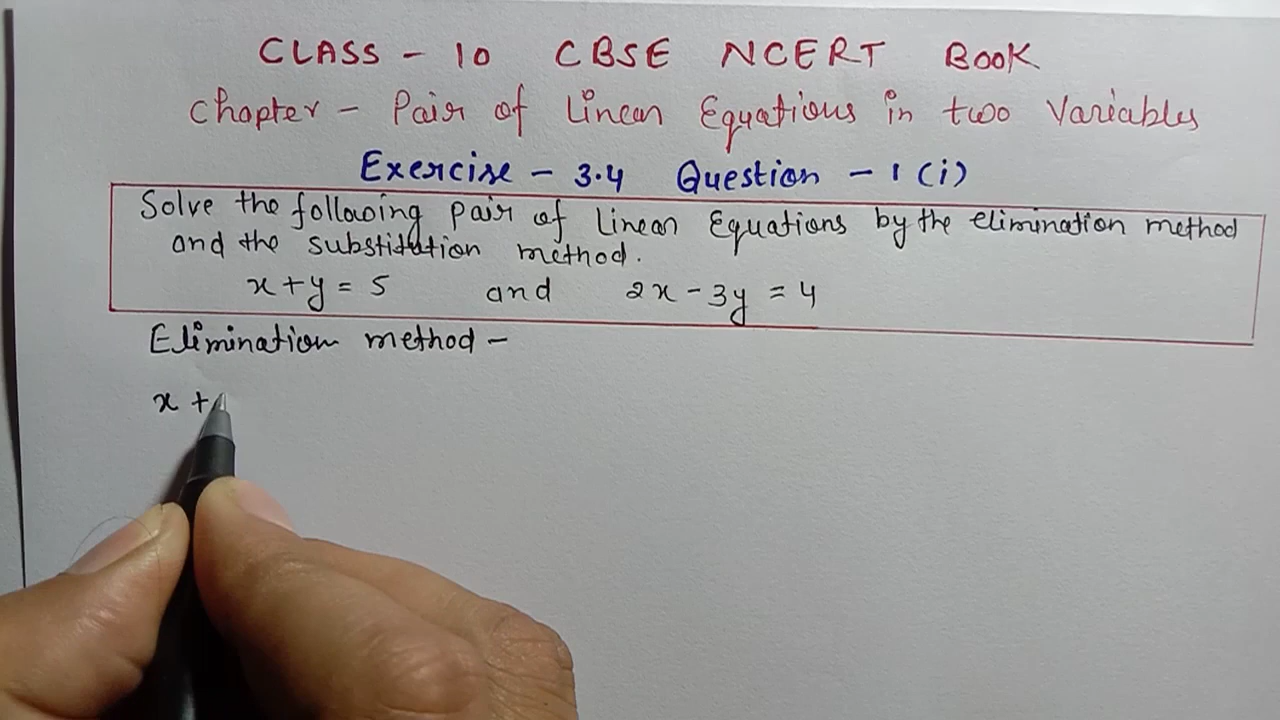 CLASS - 10 CBSE NCERT Book
Chapter - Pair of Linear Equations in two Variables
Exercise - 3.4 Question - 1 (i)
Solve the following pair of linear Equations by the elimination method
and the substitution method.
x + y = 5 and 2x - 3y = 4
Elimination method -
x +